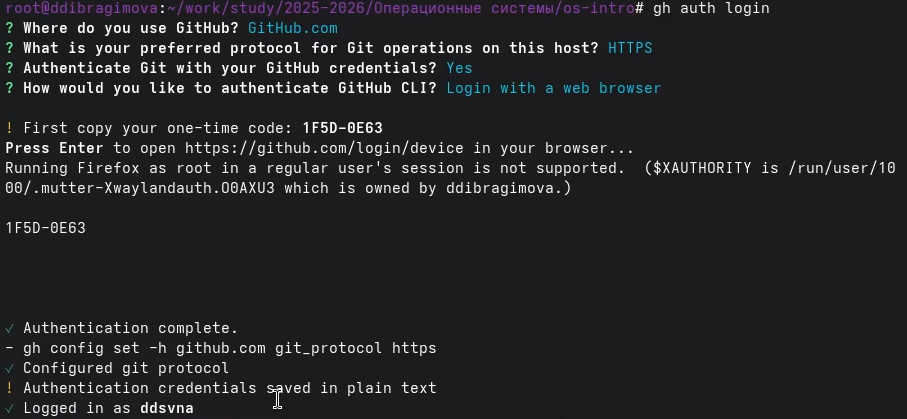 root@ddibragimova:~/work/study/2025-2026/Операционные системы/os-intro# gh auth login
? Where do you use GitHub? GitHub.com
? What is your preferred protocol for Git operations on this host? HTTPS
? Authenticate Git with your GitHub credentials? Yes
? How would you like to authenticate GitHub CLI? Login with a web browser
! First copy your one-time code: 1F5D-0E63
Press Enter to open https://github.com/login/device in your browser...
Running Firefox as root in a regular user's session is not supported.  ($XAUTHORITY is /run/user/10
00/.mutter-Xwaylandauth.O0AXU3 which is owned by ddibragimova.)
1F5D-0E63
✓ Authentication complete.
- gh config set -h github.com git_protocol https
✓ Configured git protocol
! Authentication credentials saved in plain text
✓ Logged in as ddsvna